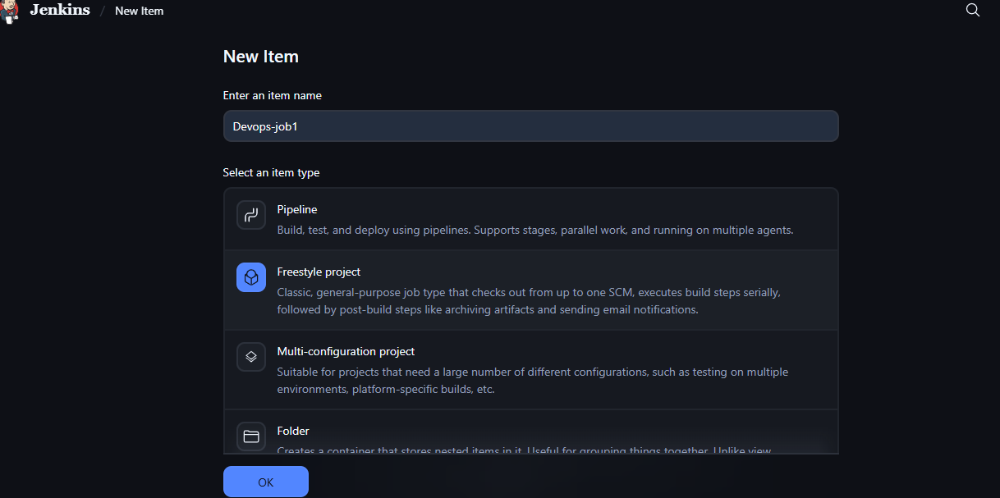 Jenkins / New Item
New Item
Enter an item name
Devops-job1
Select an item type
Pipeline
Build, test, and deploy using pipelines. Supports stages, parallel work, and running on multiple agents.
Freestyle project
Classic, general-purpose job type that checks out from up to one SCM, executes build steps serially,
followed by post-build steps like archiving artifacts and sending email notifications.
Multi-configuration project
Suitable for projects that need a large number of different configurations, such as testing on multiple
environments, platform-specific builds, etc.
Folder
Creates a container that stores nested items in it. Useful for grouping things together. Unlike view,
OK